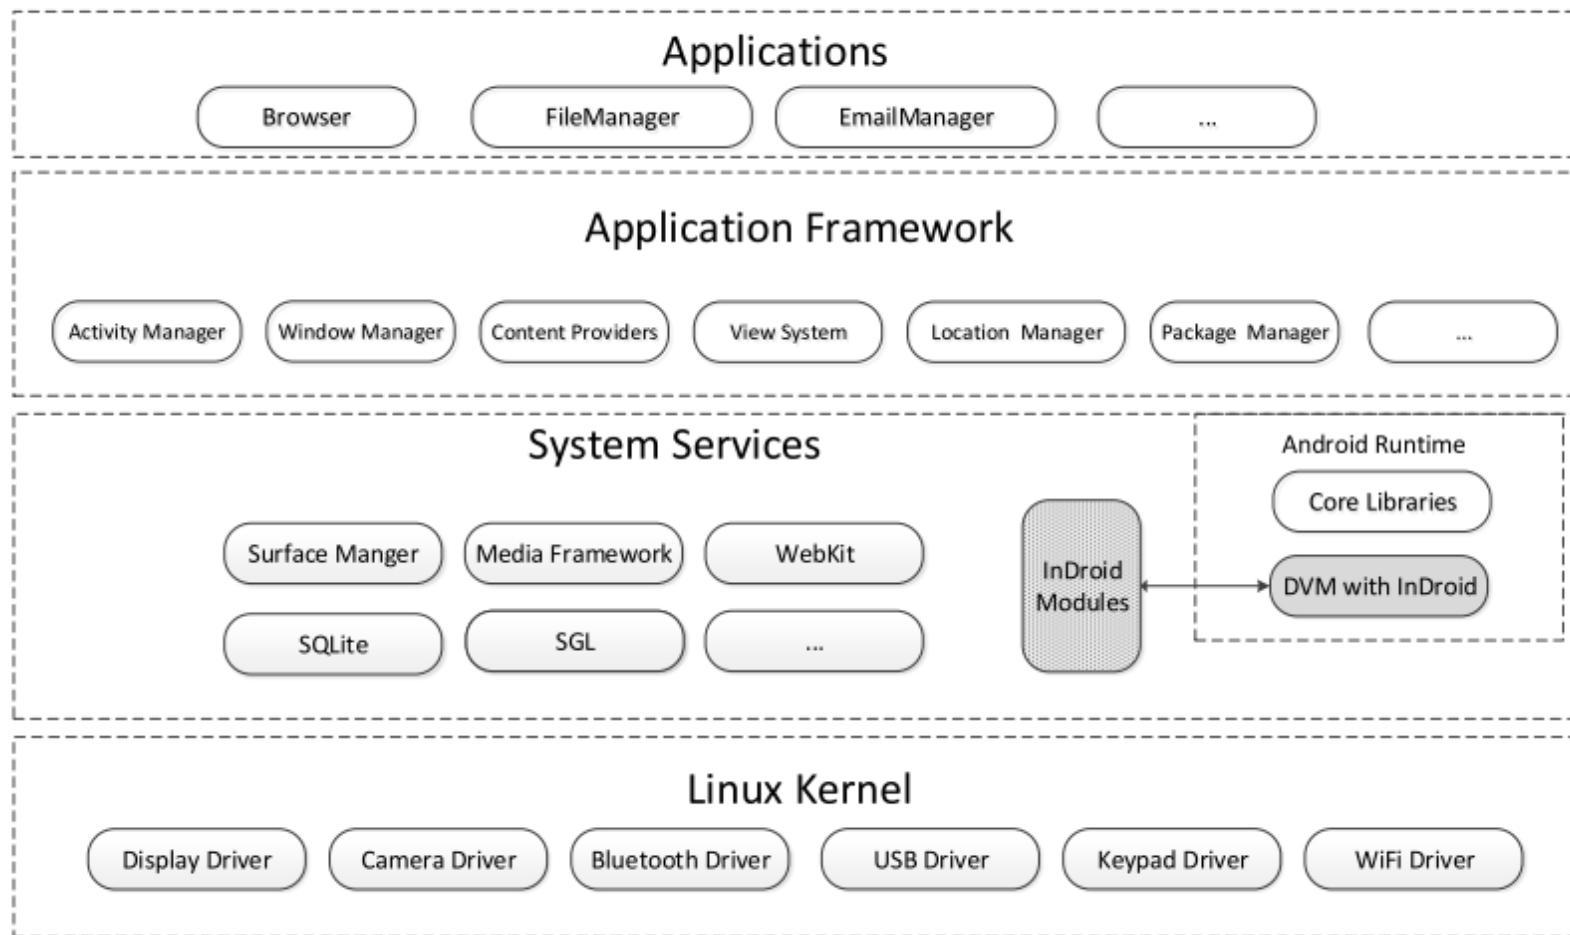 Applications
Browser
FileManager
EmailManager
...
Application Framework
Activity Manager
Window Manager
Content Providers
View System
Location Manager
Package Manager
...
System Services
Surface Manger
Media Framework
WebKit
SQLite
SGL
...
InDroid
Modules
Android Runtime
Core Libraries
DVM with InDroid
Linux Kernel
Display Driver
Camera Driver
Bluetooth Driver
USB Driver
Keypad Driver
WiFi Driver